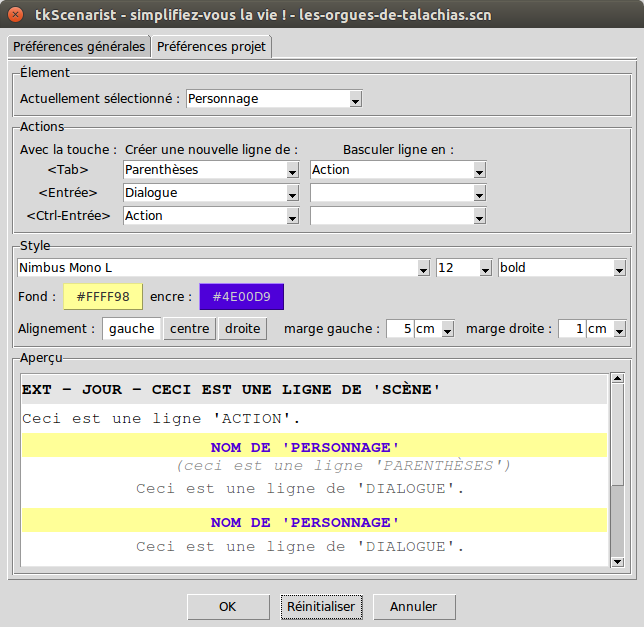 tkScenarist - simplifiez-vous la vie ! - les-orgues-de-talachias.scn
Préférences générales Préférences projet
Élement
Actuellement sélectionné : Personnage
Actions
Avec la touche : Créer une nouvelle ligne de : Basculer ligne en :
<Tab> Parenthèses Action
<Entrée> Dialogue
<Ctrl-Entrée> Action
Style
Nimbus Mono L 12 bold
Fond : #FFFF98 encre : #4E00D9
Alignement : gauche centre droite marge gauche : 5 cm marge droite : 1 cm
Aperçu
EXT - JOUR - CECI EST UNE LIGNE DE 'SCÈNE'
Ceci est une ligne 'ACTION'.
NOM DE 'PERSONNAGE'
(ceci est une ligne 'PARENTHÈSES')
Ceci est une ligne de 'DIALOGUE'.
NOM DE 'PERSONNAGE'
Ceci est une ligne de 'DIALOGUE'.
OK Réinitialiser Annuler